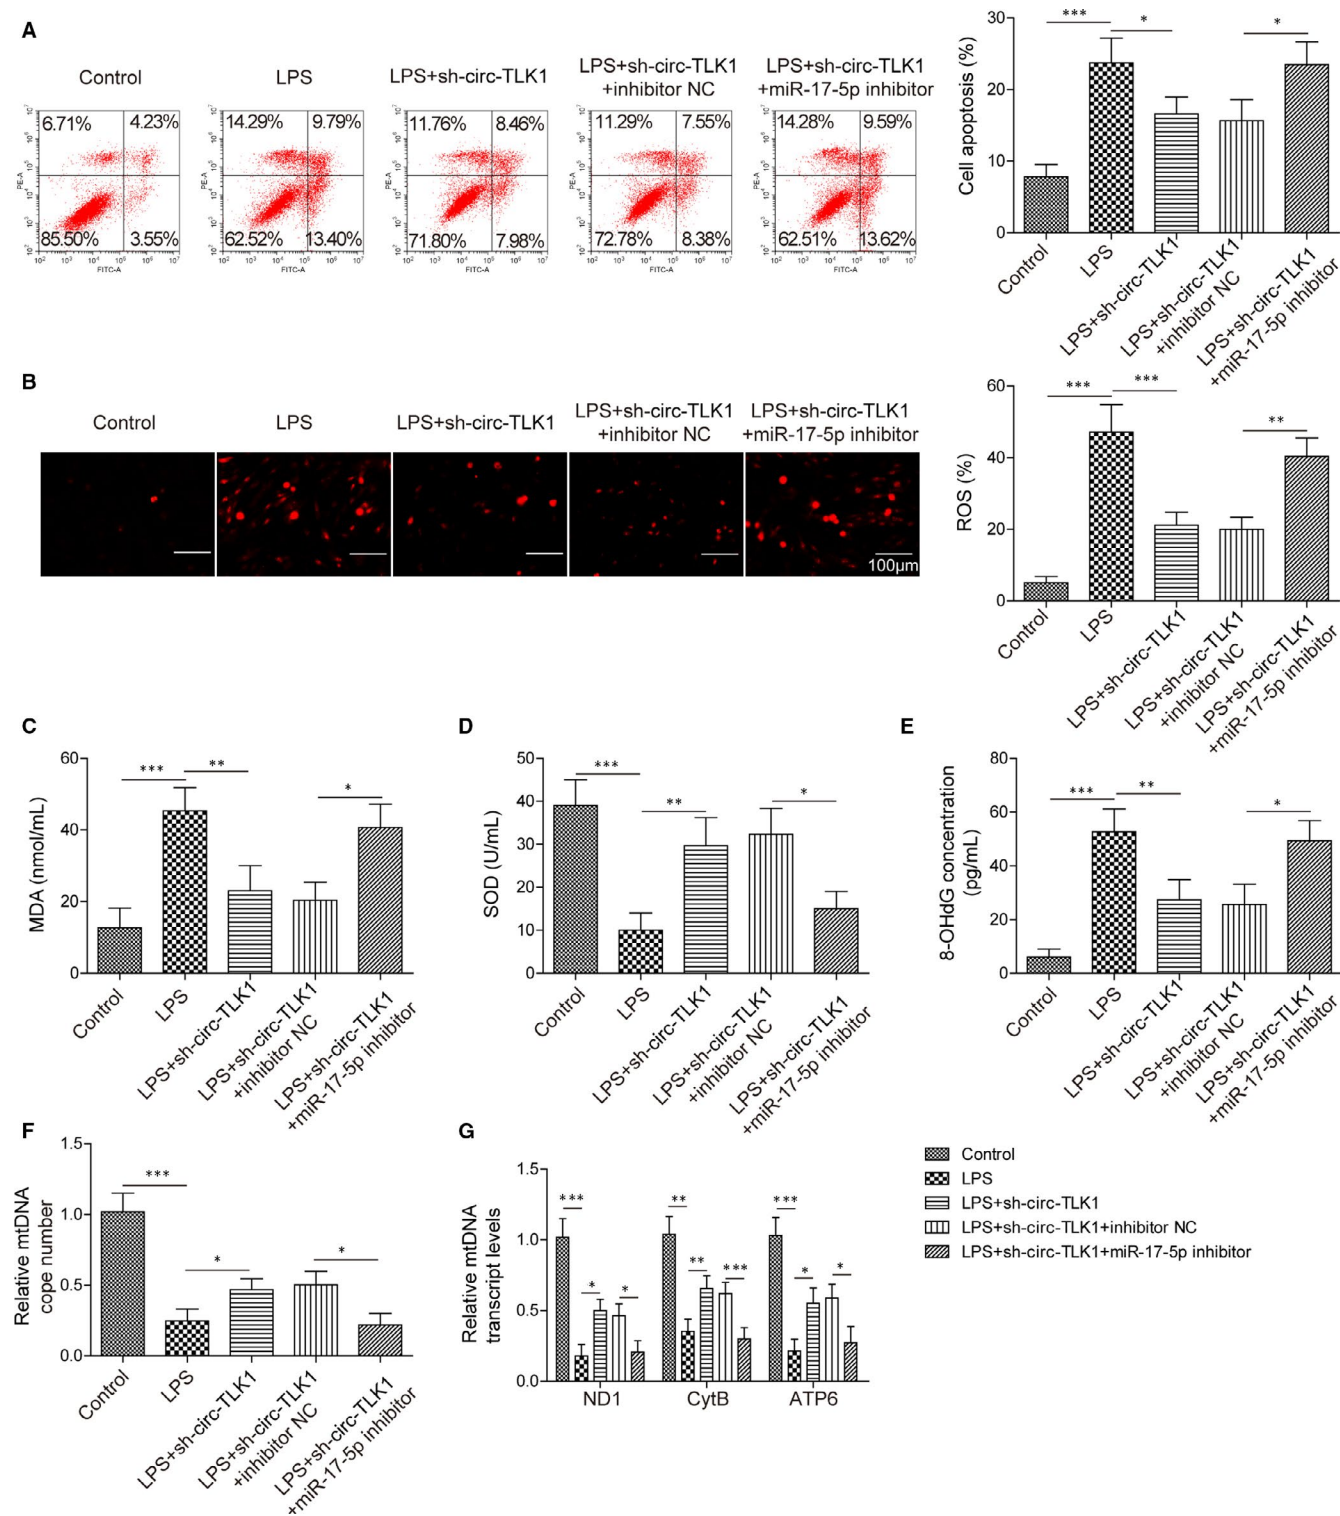 A
Control
LPS
LPS+sh-circ-TLK1
LPS+sh-circ-TLK1
+inhibitor NC
LPS+sh-circ-TLK1
+miR-17-5p inhibitor
6.71%
4.23%
85.50%
3.55%
PE-A
FITC-A
14.29%
9.79%
62.52%
13.40%
PE-A
FITC-A
11.76%
8.46%
71.80%
7.98%
PE-A
FITC-A
11.29%
7.55%
72.78%
8.38%
PE-A
FITC-A
14.28%
9.59%
62.51%
13.62%
PE-A
FITC-A
Cell apoptosis (%)
30
20
10
0
***
*
*
Control
LPS
LPS+sh-circ-TLK1
LPS+sh-circ-TLK1
+inhibitor NC
LPS+sh-circ-TLK1
+miR-17-5p inhibitor
B
Control
LPS
LPS+sh-circ-TLK1
LPS+sh-circ-TLK1
+inhibitor NC
LPS+sh-circ-TLK1
+miR-17-5p inhibitor
100μm
ROS (%)
60
40
20
0
***
***
**
Control
LPS
LPS+sh-circ-TLK1
LPS+sh-circ-TLK1
+inhibitor NC
LPS+sh-circ-TLK1
+miR-17-5p inhibitor
C
MDA (nmol/mL)
60
40
20
0
***
**
*
Control
LPS
LPS+sh-circ-TLK1
LPS+sh-circ-TLK1
+inhibitor NC
LPS+sh-circ-TLK1
+miR-17-5p inhibitor
D
SOD (U/mL)
50
40
30
20
10
0
***
**
*
Control
LPS
LPS+sh-circ-TLK1
LPS+sh-circ-TLK1
+inhibitor NC
LPS+sh-circ-TLK1
+miR-17-5p inhibitor
E
8-OHdG concentration
(pg/mL)
80
60
40
20
0
***
**
*
Control
LPS
LPS+sh-circ-TLK1
LPS+sh-circ-TLK1
+inhibitor NC
LPS+sh-circ-TLK1
+miR-17-5p inhibitor
F
Relative mtDNA
cope number
1.5
1.0
0.5
0.0
***
*
*
Control
LPS
LPS+sh-circ-TLK1
LPS+sh-circ-TLK1
+inhibitor NC
LPS+sh-circ-TLK1
+miR-17-5p inhibitor
G
Relative mtDNA
transcript levels
1.5
1.0
0.5
0.0
***
*
*
**
**
***
***
*
*
ND1
CytB
ATP6
Control
LPS
LPS+sh-circ-TLK1
LPS+sh-circ-TLK1+inhibitor NC
LPS+sh-circ-TLK1+miR-17-5p inhibitor